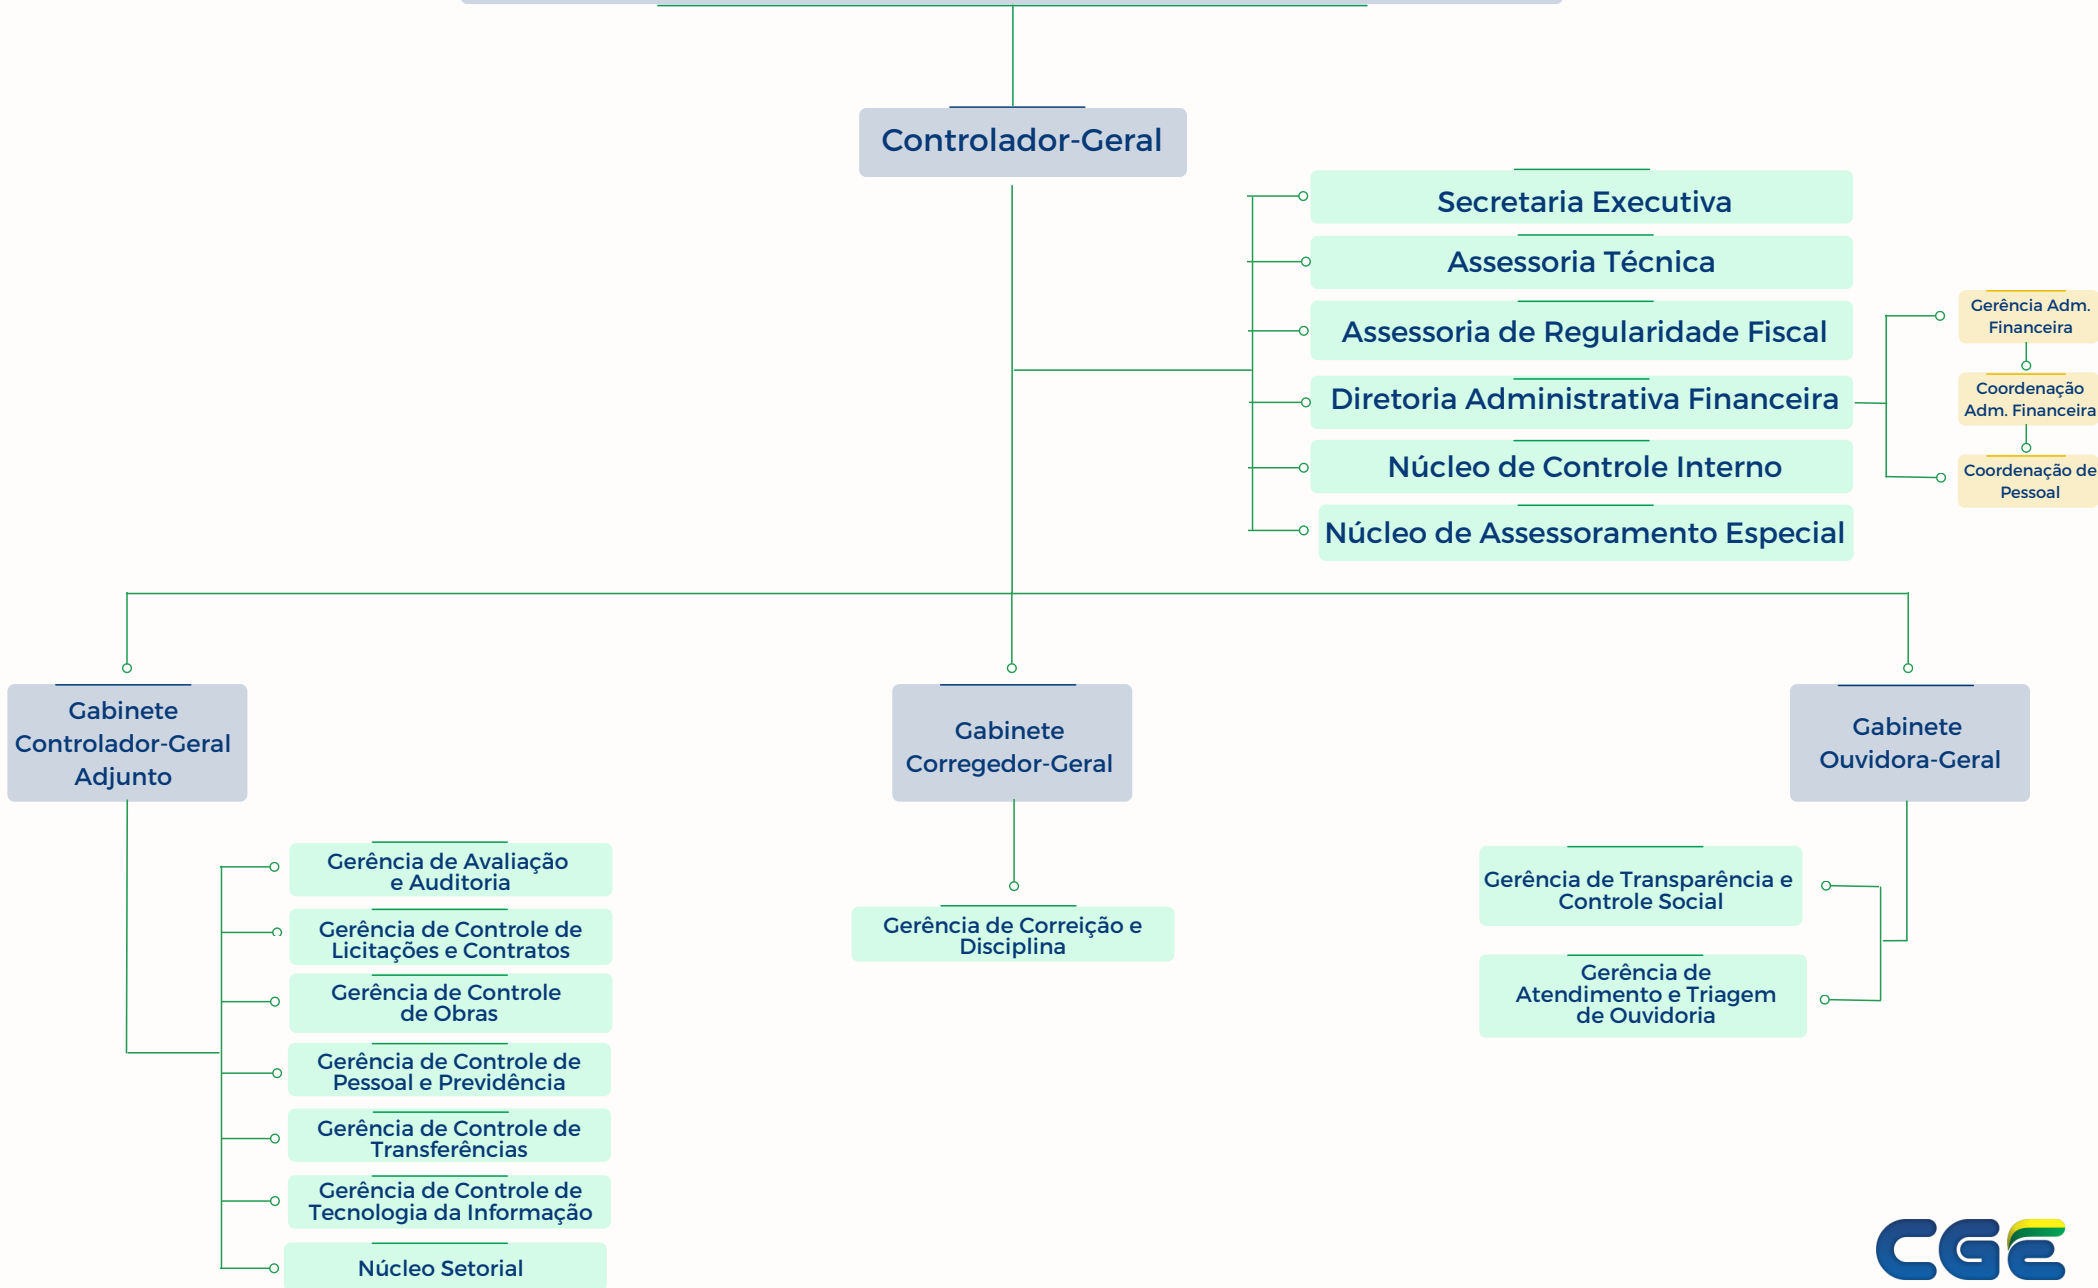 Controlador-Geral
Secretaria Executiva
Assessoria Técnica
Assessoria de Regularidade Fiscal
Diretoria Administrativa Financeira
Núcleo de Controle Interno
Núcleo de Assessoramento Especial
Gerência Adm.
Financeira
Coordenação
Adm. Financeira
Coordenação de
Pessoal
Gabinete
Controlador-Geral
Adjunto
Gabinete
Corregedor-Geral
Gabinete
Ouvidora-Geral
Gerência de Avaliação
e Auditoria
Gerência de Controle de
Licitações e Contratos
Gerência de Controle
de Obras
Gerência de Controle de
Pessoal e Previdência
Gerência de Controle de
Transferências
Gerência de Controle de
Tecnologia da Informação
Núcleo Setorial
Gerência de Correição e
Disciplina
Gerência de Transparência e
Controle Social
Gerência de
Atendimento e Triagem
de Ouvidoria
CGE